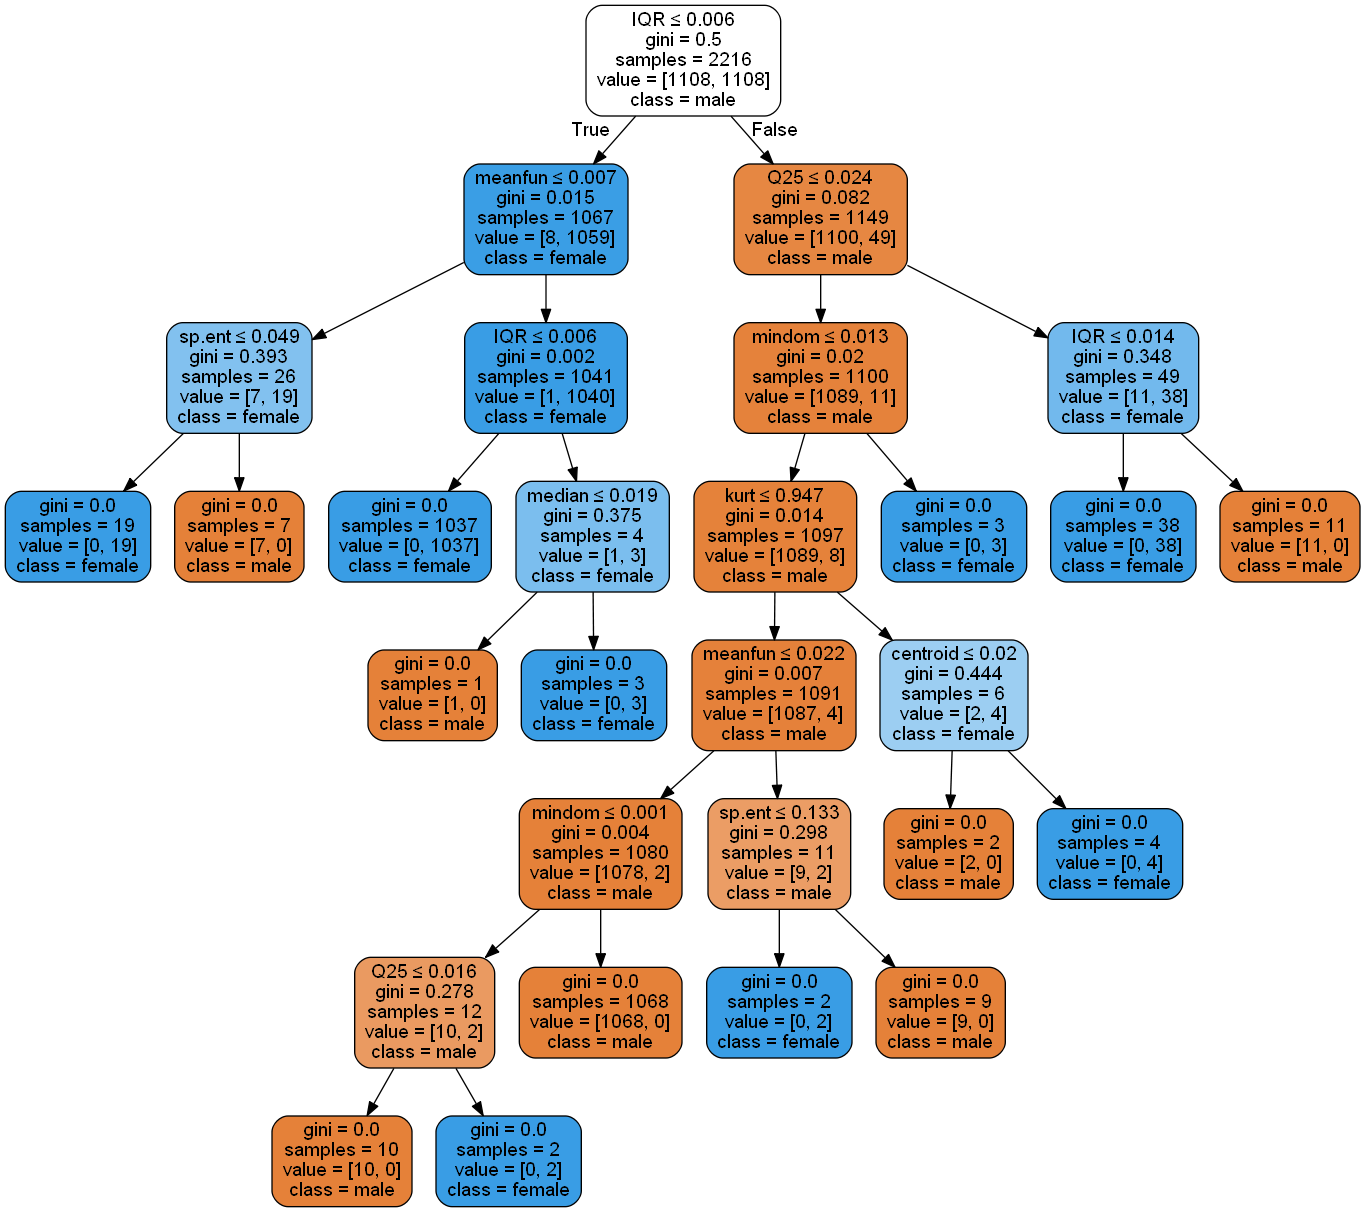 IQR ≤ 0.006
gini = 0.5
samples = 2216
value = [1108, 1108]
class = male
True
False
meanfun ≤ 0.007
gini = 0.015
samples = 1067
value = [8, 1059]
class = female
Q25 ≤ 0.024
gini = 0.082
samples = 1149
value = [1100, 49]
class = male
sp.ent ≤ 0.049
gini = 0.393
samples = 26
value = [7, 19]
class = female
IQR ≤ 0.006
gini = 0.002
samples = 1041
value = [1, 1040]
class = female
mindom ≤ 0.013
gini = 0.02
samples = 1100
value = [1089, 11]
class = male
IQR ≤ 0.014
gini = 0.348
samples = 49
value = [11, 38]
class = female
gini = 0.0
samples = 19
value = [0, 19]
class = female
gini = 0.0
samples = 7
value = [7, 0]
class = male
gini = 0.0
samples = 1037
value = [0, 1037]
class = female
median ≤ 0.019
gini = 0.375
samples = 4
value = [1, 3]
class = female
kurt ≤ 0.947
gini = 0.014
samples = 1097
value = [1089, 8]
class = male
gini = 0.0
samples = 3
value = [0, 3]
class = female
gini = 0.0
samples = 38
value = [0, 38]
class = female
gini = 0.0
samples = 11
value = [11, 0]
class = male
gini = 0.0
samples = 1
value = [1, 0]
class = male
gini = 0.0
samples = 3
value = [0, 3]
class = female
meanfun ≤ 0.022
gini = 0.007
samples = 1091
value = [1087, 4]
class = male
centroid ≤ 0.02
gini = 0.444
samples = 6
value = [2, 4]
class = female
mindom ≤ 0.001
gini = 0.004
samples = 1080
value = [1078, 2]
class = male
sp.ent ≤ 0.133
gini = 0.298
samples = 11
value = [9, 2]
class = male
gini = 0.0
samples = 2
value = [2, 0]
class = male
gini = 0.0
samples = 4
value = [0, 4]
class = female
Q25 ≤ 0.016
gini = 0.278
samples = 12
value = [10, 2]
class = male
gini = 0.0
samples = 1068
value = [1068, 0]
class = male
gini = 0.0
samples = 2
value = [0, 2]
class = female
gini = 0.0
samples = 9
value = [9, 0]
class = male
gini = 0.0
samples = 10
value = [10, 0]
class = male
gini = 0.0
samples = 2
value = [0, 2]
class = female